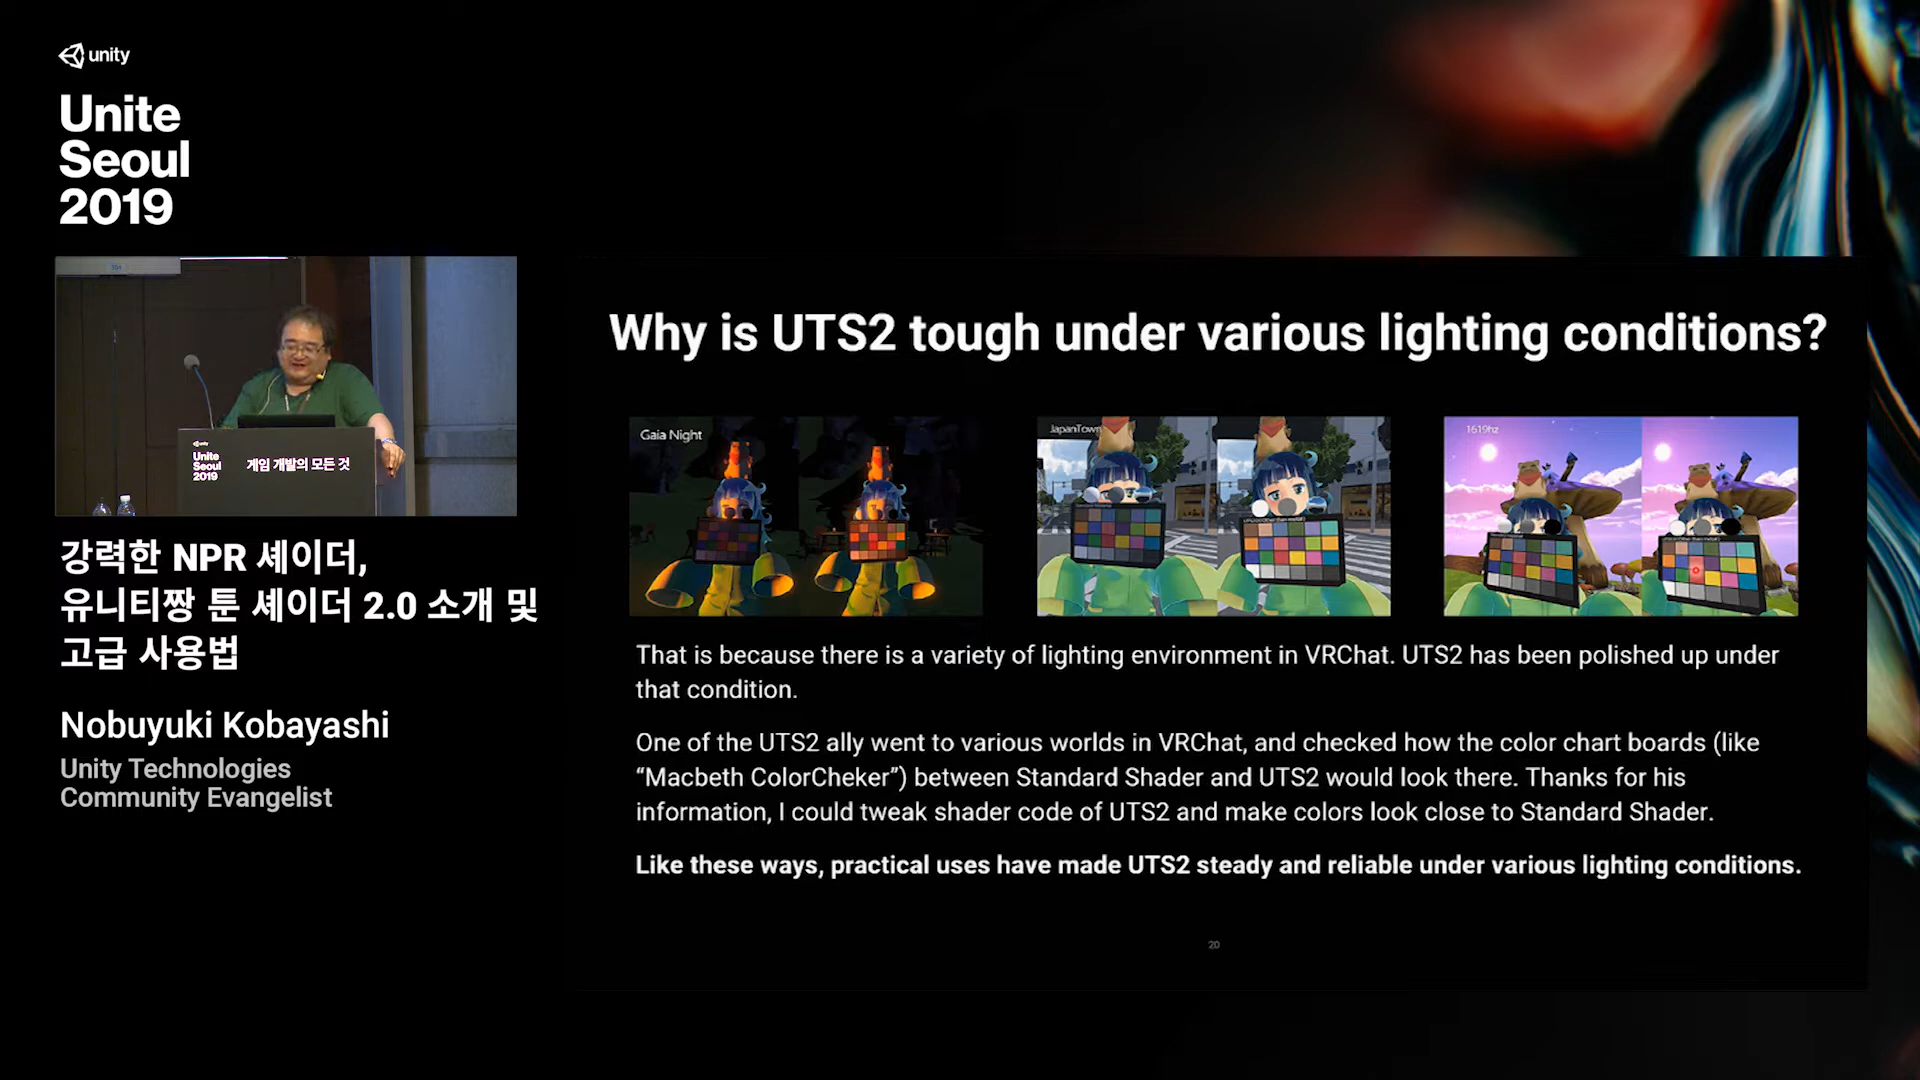 unity
Unite
Seoul
2019
unity
Unite
Seoul
2019
게임 개발의 모든 것
강력한 NPR 셰이더,
유니티짱 툰 셰이더 2.0 소개 및
고급 사용법
Nobuyuki Kobayashi
Unity Technologies
Community Evangelist
Why is UTS2 tough under various lighting conditions?
Gaia Night
JapanTown
1619hz
That is because there is a variety of lighting environment in VRChat. UTS2 has been polished up under
that condition.
One of the UTS2 ally went to various worlds in VRChat, and checked how the color chart boards (like
“Macbeth ColorCheker”) between Standard Shader and UTS2 would look there. Thanks for his
information, I could tweak shader code of UTS2 and make colors look close to Standard Shader.
Like these ways, practical uses have made UTS2 steady and reliable under various lighting conditions.
20